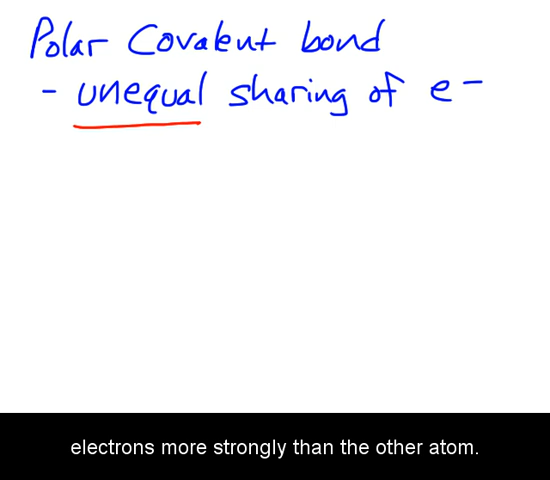 Polar Covalent bond
- unequal sharing of e-
electrons more strongly than the other atom.